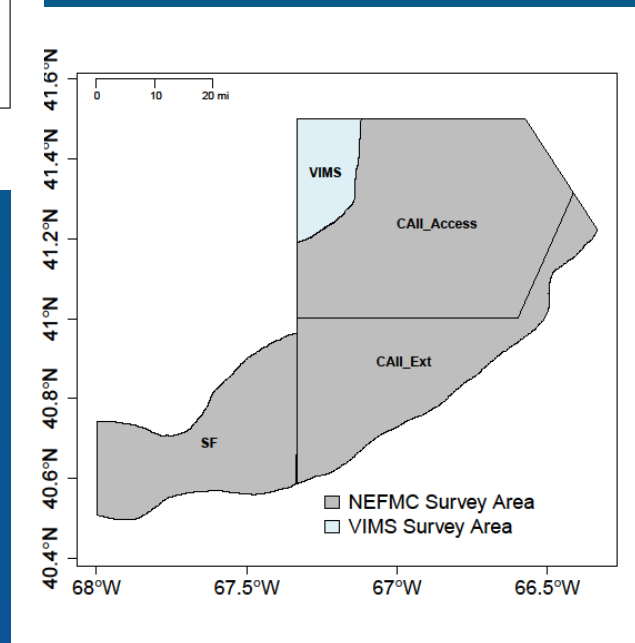 41.6°N
0 10 20 mi
41.4°N
VIMS
41.2°N
CAII_Access
41°N
CAII_Ext
40.8°N
SF
40.6°N
NEFMC Survey Area
VIMS Survey Area
40.4°N
68°W 67.5°W 67°W 66.5°W